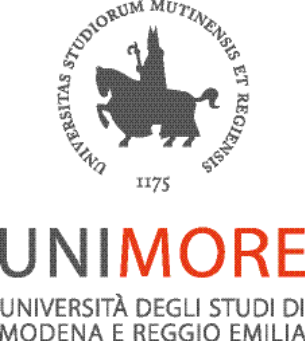 UNIVERSITAS STUDIORUM MUTINENSIS ET REGIENSIS
1175
UNIMORE
UNIVERSITÀ DEGLI STUDI DI
MODENA E REGGIO EMILIA